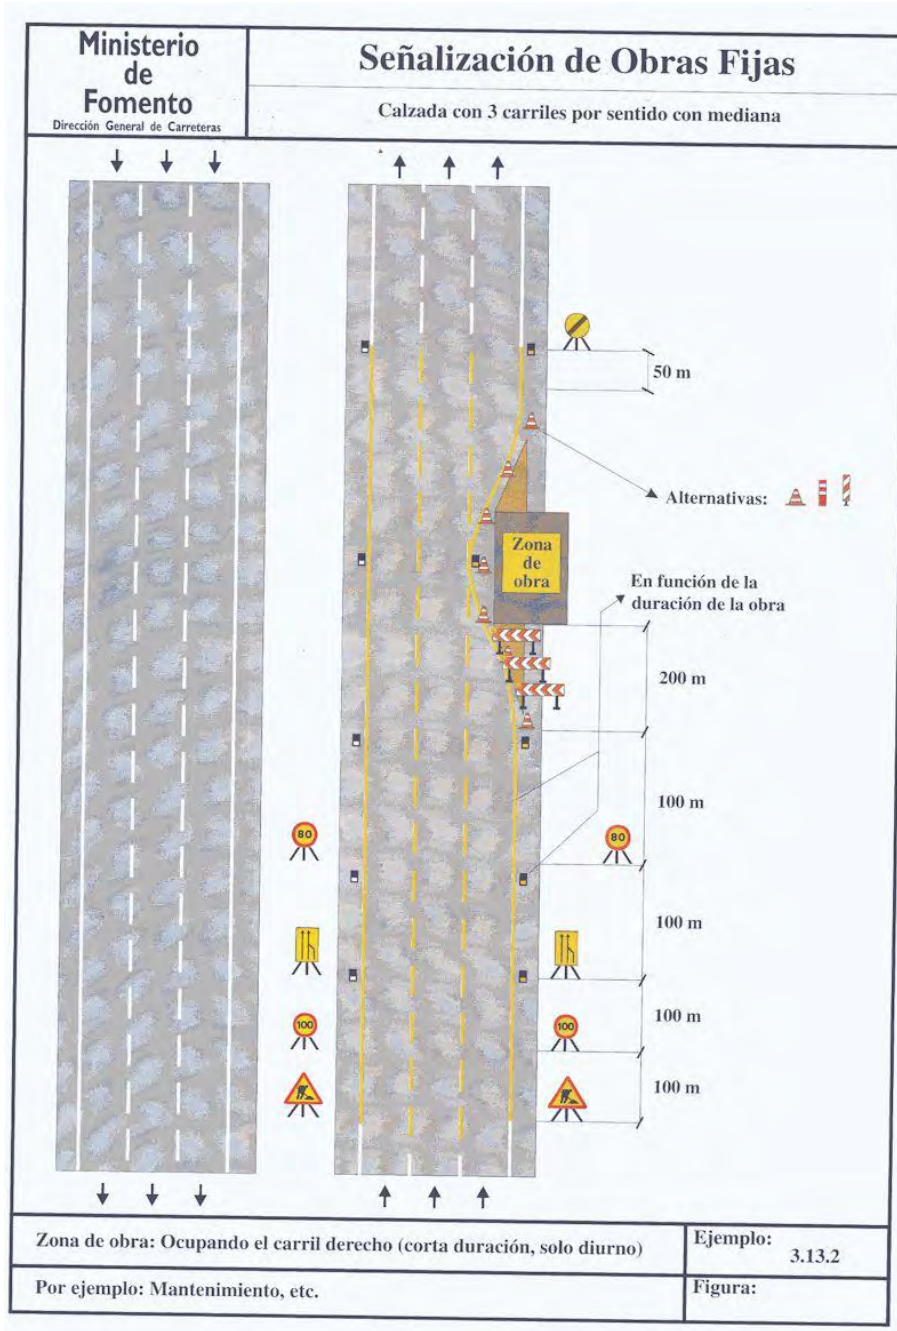 Ministerio
de
Fomento
Dirección General de Carreteras
Señalización de Obras Fijas
Calzada con 3 carriles por sentido con mediana
50 m
Alternativas:
Zona
de
obra
En función de la
duración de la obra
200 m
100 m
80
80
100 m
100
100
100 m
100 m
Zona de obra: Ocupando el carril derecho (corta duración, solo diurno)
Ejemplo:
3.13.2
Por ejemplo: Mantenimiento, etc.
Figura: